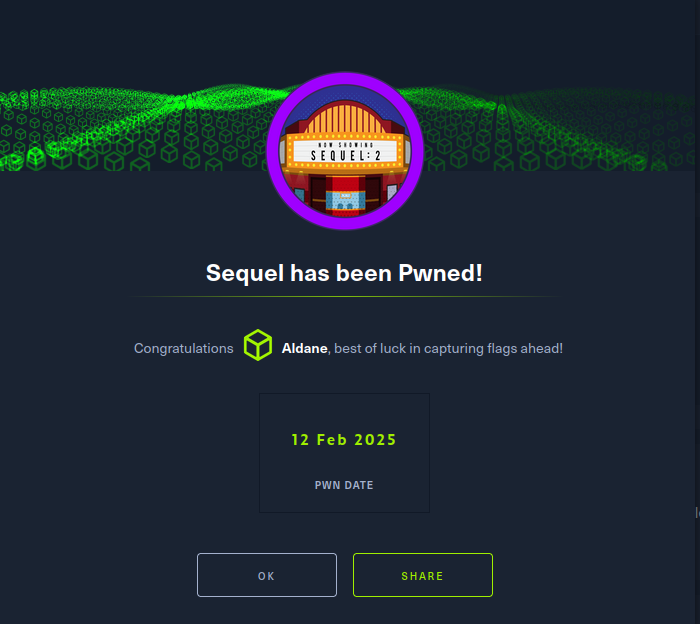 NOW SHOWING
SEQUEL: 2
Sequel has been Pwned!
Congratulations Aldane, best of luck in capturing flags ahead!
12 Feb 2025
PWN DATE
OK
SHARE